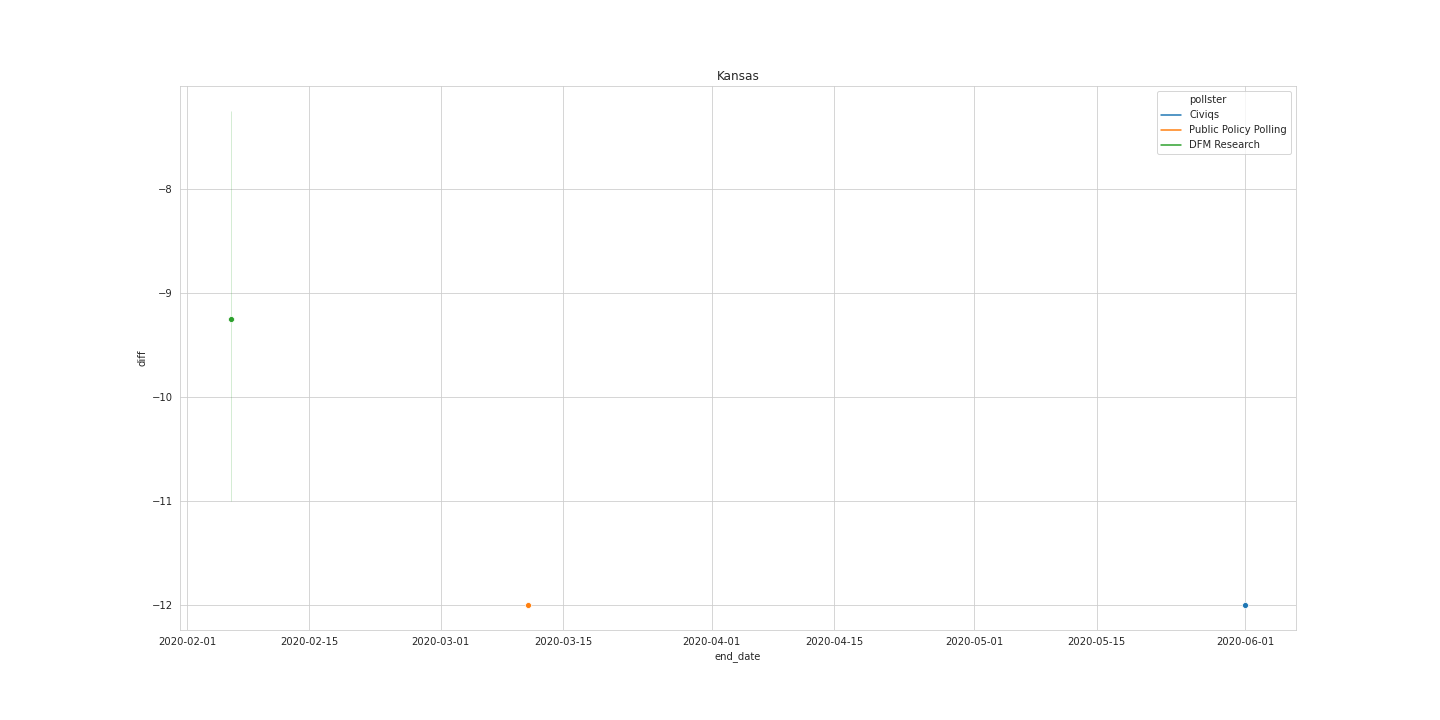 Kansas
pollster
Civiqs
Public Policy Polling
DFM Research
−8
−9
−10
−11
−12
diff
2020-02-01 2020-02-15 2020-03-01 2020-03-15 2020-04-01 2020-04-15 2020-05-01 2020-05-15 2020-06-01
end_date